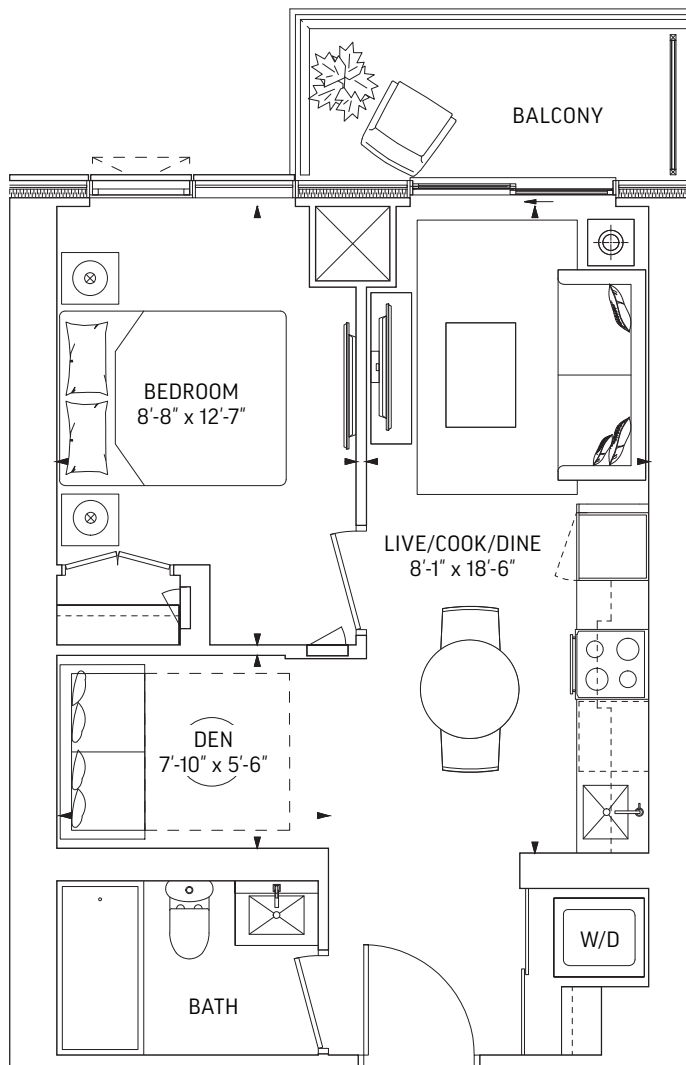 BALCONY
BEDROOM
8'-8" x 12'-7"
LIVE/COOK/DINE
8'-1" x 18'-6"
DEN
7'-10" x 5'-6"
W/D
BATH